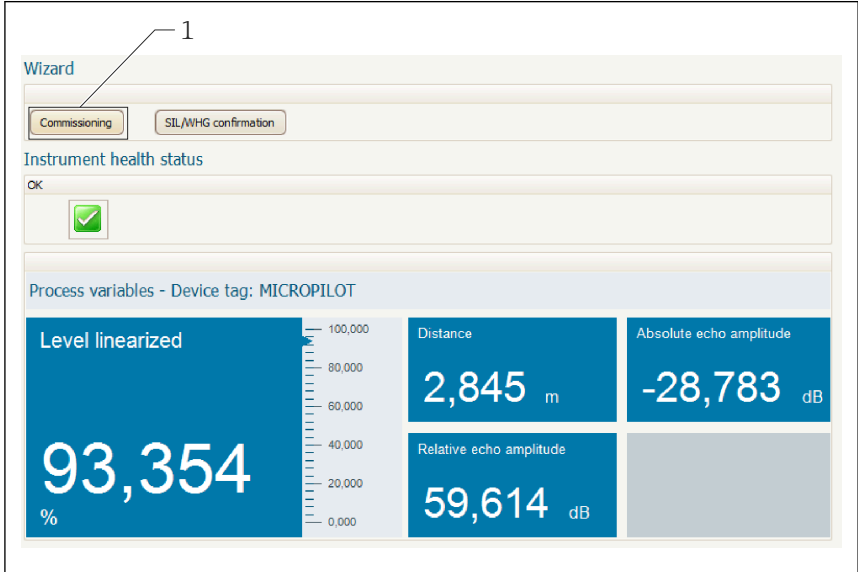 1
Wizard
Commissioning
SIL/WHG confirmation
Instrument health status
OK
Process variables - Device tag: MICROPILOT
Level linearized
93,354
%
100,000
80,000
60,000
40,000
20,000
0,000
Distance
2,845 m
Absolute echo amplitude
-28,783 dB
Relative echo amplitude
59,614 dB